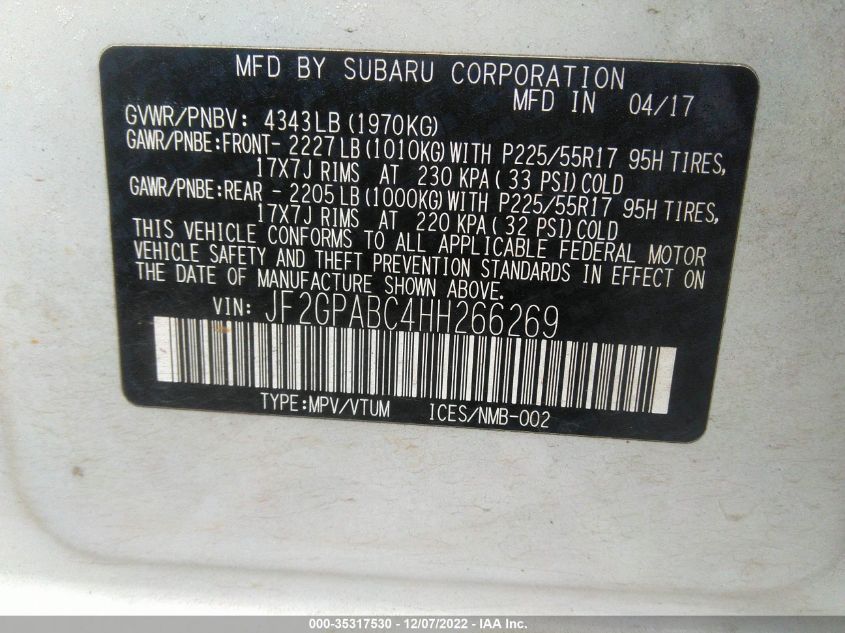 MFD BY SUBARU CORPORATION
MFD IN 04/17
GVWR/PNBV: 4343LB (1970KG)
GAWR/PNBE:FRONT- 2227LB (1010KG) WITH P225/55R17 95H TIRES,
17X7J RIMS AT 230 KPA( 33 PSI) COLD
GAWR/PNBE:REAR - 2205LB (1000KG) WITH P225/55R17 95H TIRES,
17X7J RIMS AT 220 KPA( 32 PSI) COLD
THIS VEHICLE CONFORMS TO ALL APPLICABLE FEDERAL MOTOR
VEHICLE SAFETY AND THEFT PREVENTION STANDARDS IN EFFECT ON
THE DATE OF MANUFACTURE SHOWN ABOVE.
VIN: JF2GPABC4HH266269
TYPE:MPV/VTUM ICES/NMB-002
000-35317530 - 12/07/2022 - IAA Inc.